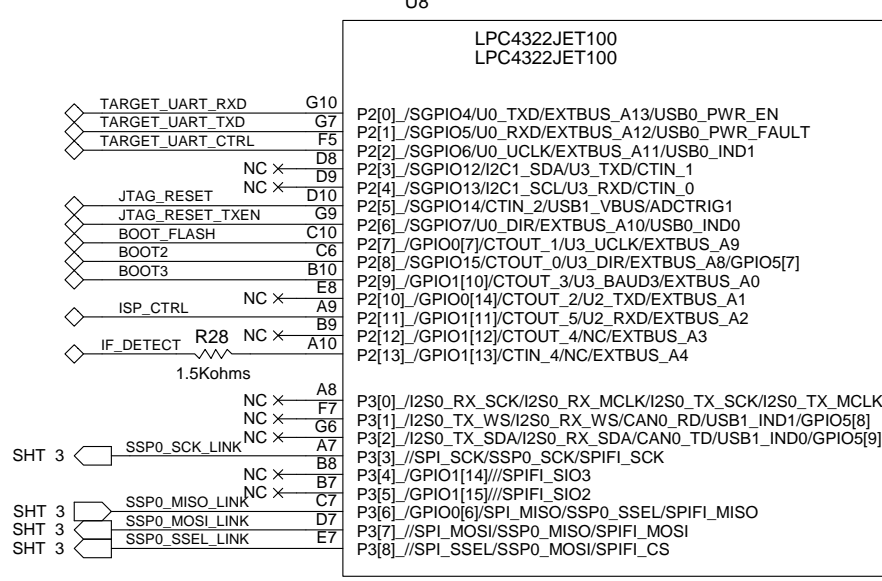 U8
LPC4322JET100
LPC4322JET100
TARGET_UART_RXD G10 P2[0]_/SGPIO4/U0_TXD/EXTBUS_A13/USB0_PWR_EN
TARGET_UART_TXD G7 P2[1]_/SGPIO5/U0_RXD/EXTBUS_A12/USB0_PWR_FAULT
TARGET_UART_CTRL F5 P2[2]_/SGPIO6/U0_UCLK/EXTBUS_A11/USB0_IND1
NC D8 P2[3]_/SGPIO12/I2C1_SDA/U3_TXD/CTIN_1
NC D9 P2[4]_/SGPIO13/I2C1_SCL/U3_RXD/CTIN_0
JTAG_RESET D10 P2[5]_/SGPIO14/CTIN_2/USB1_VBUS/ADCTRIG1
JTAG_RESET_TXEN G9 P2[6]_/SGPIO7/U0_DIR/EXTBUS_A10/USB0_IND0
BOOT_FLASH C10 P2[7]_/GPIO0[7]/CTOUT_1/U3_UCLK/EXTBUS_A9
BOOT2 C6 P2[8]_/SGPIO15/CTOUT_0/U3_DIR/EXTBUS_A8/GPIO5[7]
BOOT3 B10 P2[9]_/GPIO1[10]/CTOUT_3/U3_BAUD3/EXTBUS_A0
NC E8 P2[10]_/GPIO0[14]/CTOUT_2/U2_TXD/EXTBUS_A1
ISP_CTRL A9 P2[11]_/GPIO1[11]/CTOUT_5/U2_RXD/EXTBUS_A2
NC B9 P2[12]_/GPIO1[12]/CTOUT_4/NC/EXTBUS_A3
IF_DETECT R28 A10 P2[13]_/GPIO1[13]/CTIN_4/NC/EXTBUS_A4
1.5Kohms
NC A8 P3[0]_/I2S0_RX_SCK/I2S0_RX_MCLK/I2S0_TX_SCK/I2S0_TX_MCLK
NC F7 P3[1]_/I2S0_TX_WS/I2S0_RX_WS/CAN0_RD/USB1_IND1/GPIO5[8]
NC G6 P3[2]_/I2S0_TX_SDA/I2S0_RX_SDA/CAN0_TD/USB1_IND0/GPIO5[9]
SHT 3 SSP0_SCK_LINK A7 P3[3]_//SPI_SCK/SSP0_SCK/SPIFI_SCK
NC B8 P3[4]_/GPIO1[14]///SPIFI_SIO3
NC B7 P3[5]_/GPIO1[15]///SPIFI_SIO2
SHT 3 SSP0_MISO_LINK C7 P3[6]_/GPIO0[6]/SPI_MISO/SSP0_SSEL/SPIFI_MISO
SHT 3 SSP0_MOSI_LINK D7 P3[7]_//SPI_MOSI/SSP0_MISO/SPIFI_MOSI
SHT 3 SSP0_SSEL_LINK E7 P3[8]_//SPI_SSEL/SSP0_MOSI/SPIFI_CS